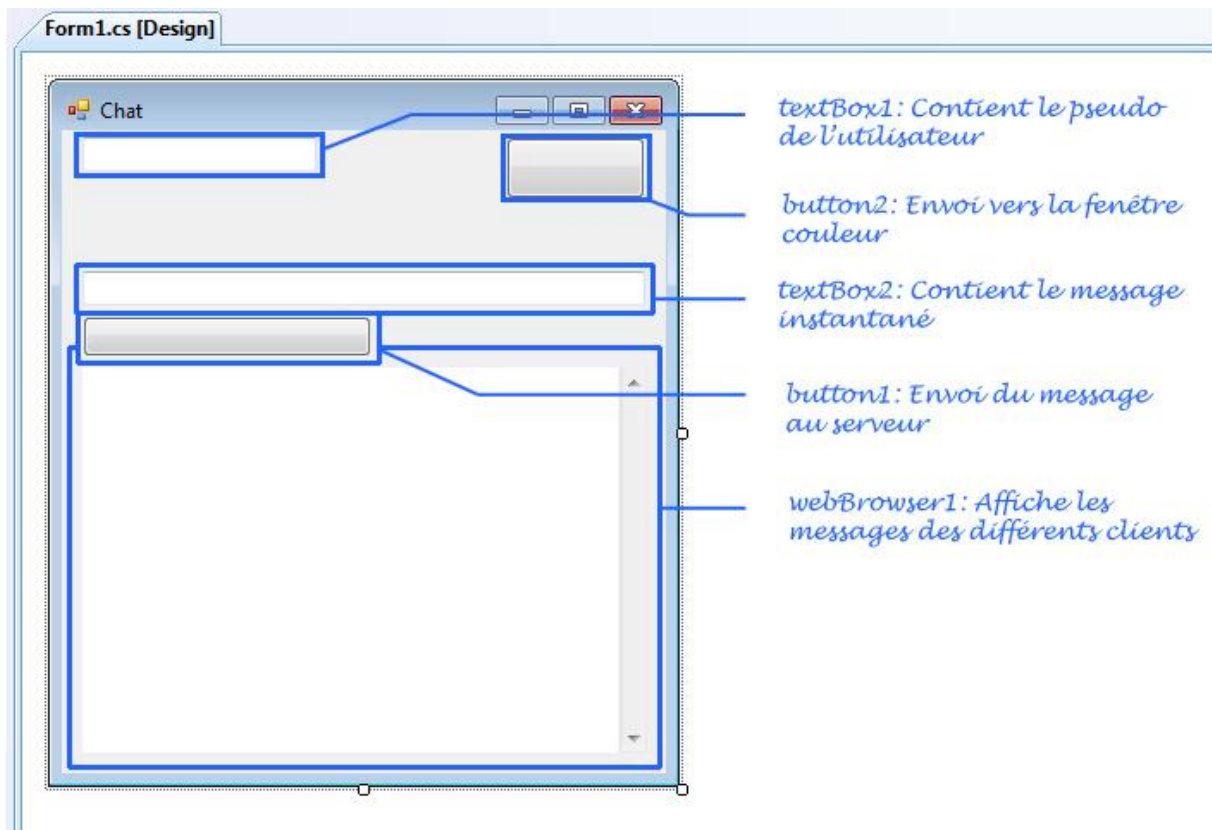 Form1.cs [Design]
Chat
textBox1: Contient le pseudo
de l'utilisateur
button2: Envoi vers la fenêtre
couleur
textBox2: Contient le message
instantané
button1: Envoi du message
au serveur
webBrowser1: Affiche les
messages des différents clients